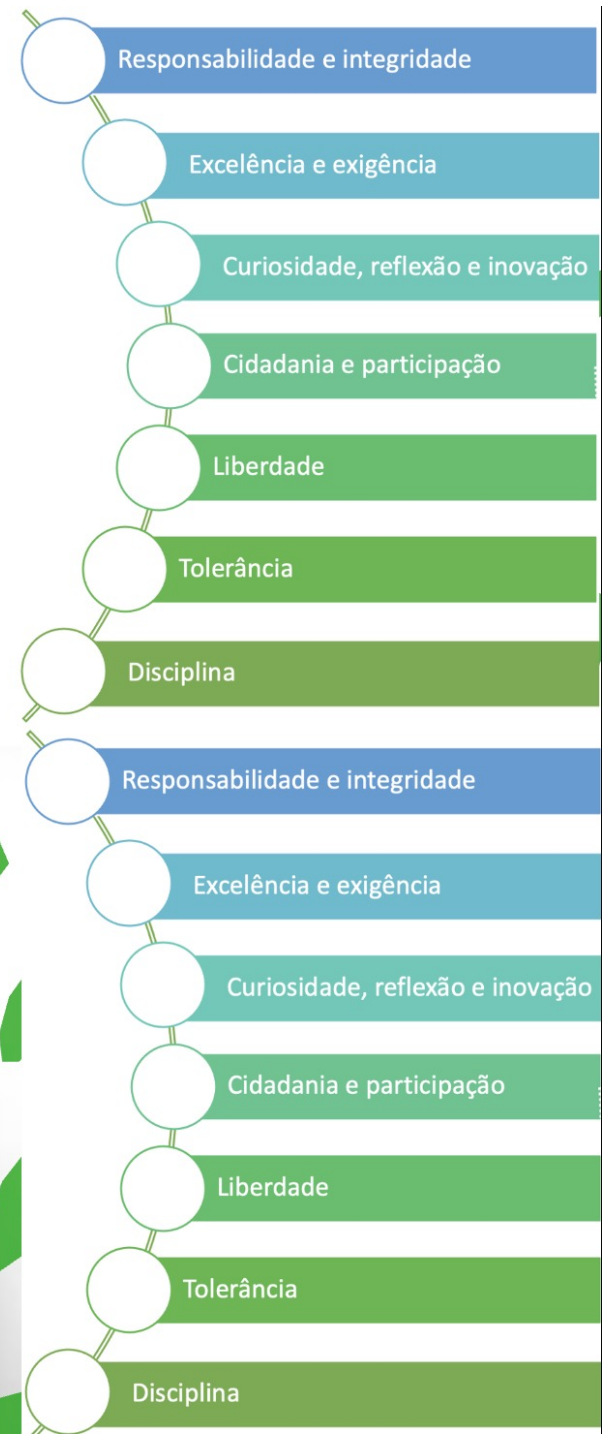 Responsabilidade e integridade
Excelência e exigência
Curiosidade, reflexão e inovação
Cidadania e participação
Liberdade
Tolerância
Disciplina
Responsabilidade e integridade
Excelência e exigência
Curiosidade, reflexão e inovação
Cidadania e participação
Liberdade
Tolerância
Disciplina